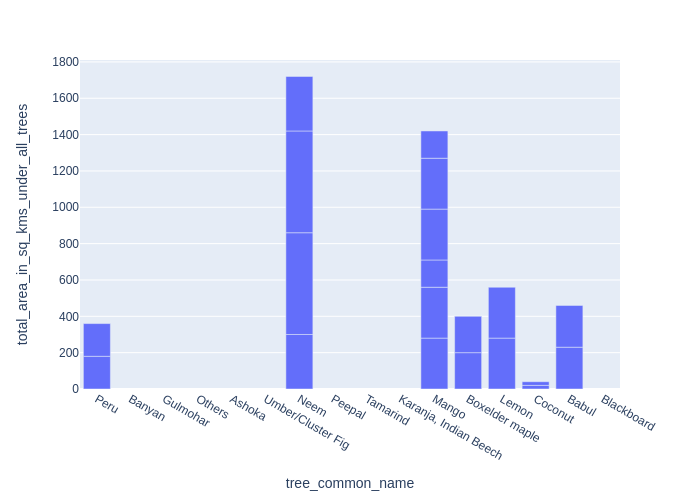 1800
1600
1400
1200
1000
800
600
400
200
0
total_area_in_sq_kms_under_all_trees
Peru
Banyan
Gulmohar
Others
Ashoka
Umber/Cluster Fig
Neem
Peepal
Tamarind
Karanja, Indian Beech
Mango
Boxelder maple
Lemon
Coconut
Babul
Blackboard
tree_common_name